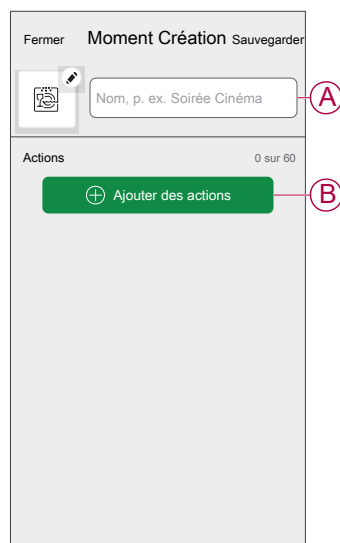 Fermer Moment Création Sauvegarder
Nom, p. ex. Soirée Cinéma A
Actions 0 sur 60
Ajouter des actions B